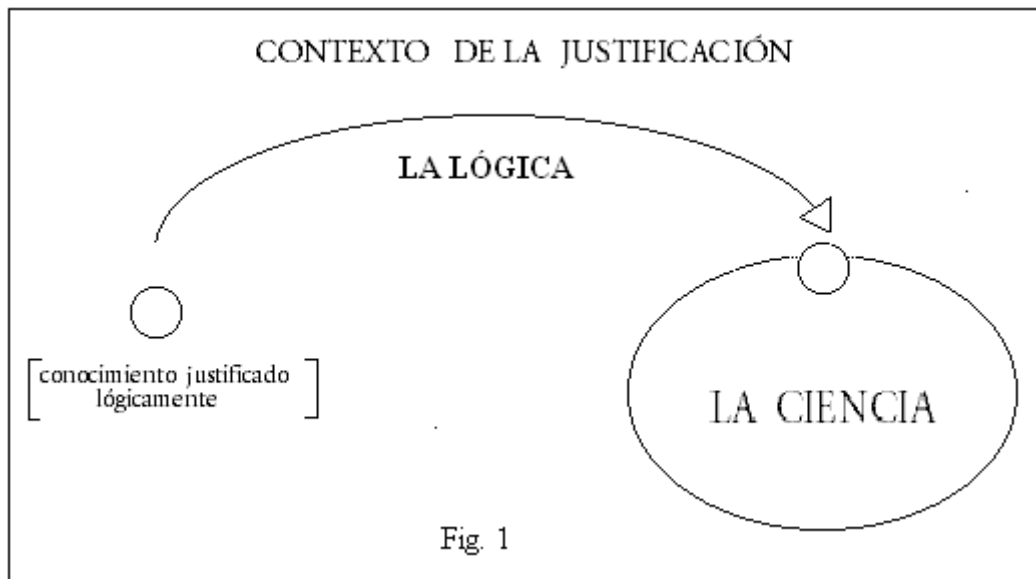 CONTEXTO DE LA JUSTIFICACIÓN
LA LÓGICA
[conocimiento justificado
lógicamente]
LA CIENCIA
Fig. 1